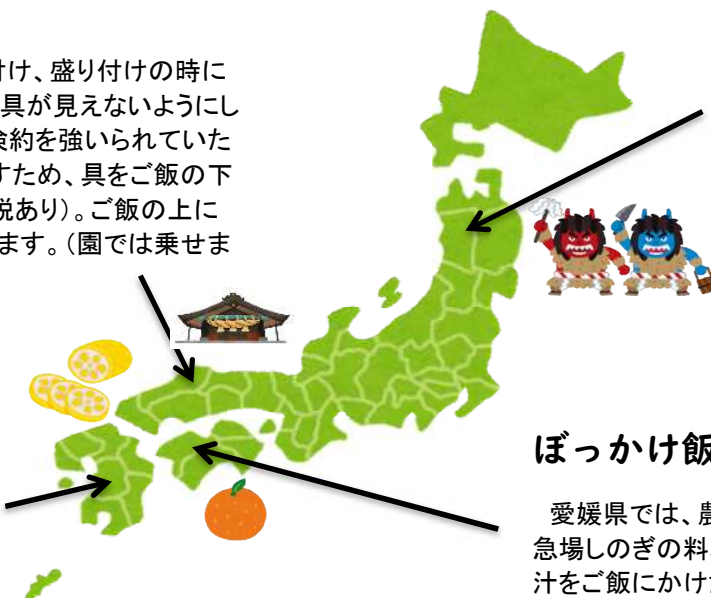 け、盛り付けの時に
具が見えないようにし
約を強いられていた
すため、具をご飯の下
説あり）。ご飯の上に
ます。（園では乗せま
ぼっかけ飯
愛媛県では、農
急場しのぎの料
汁をご飯にかけ